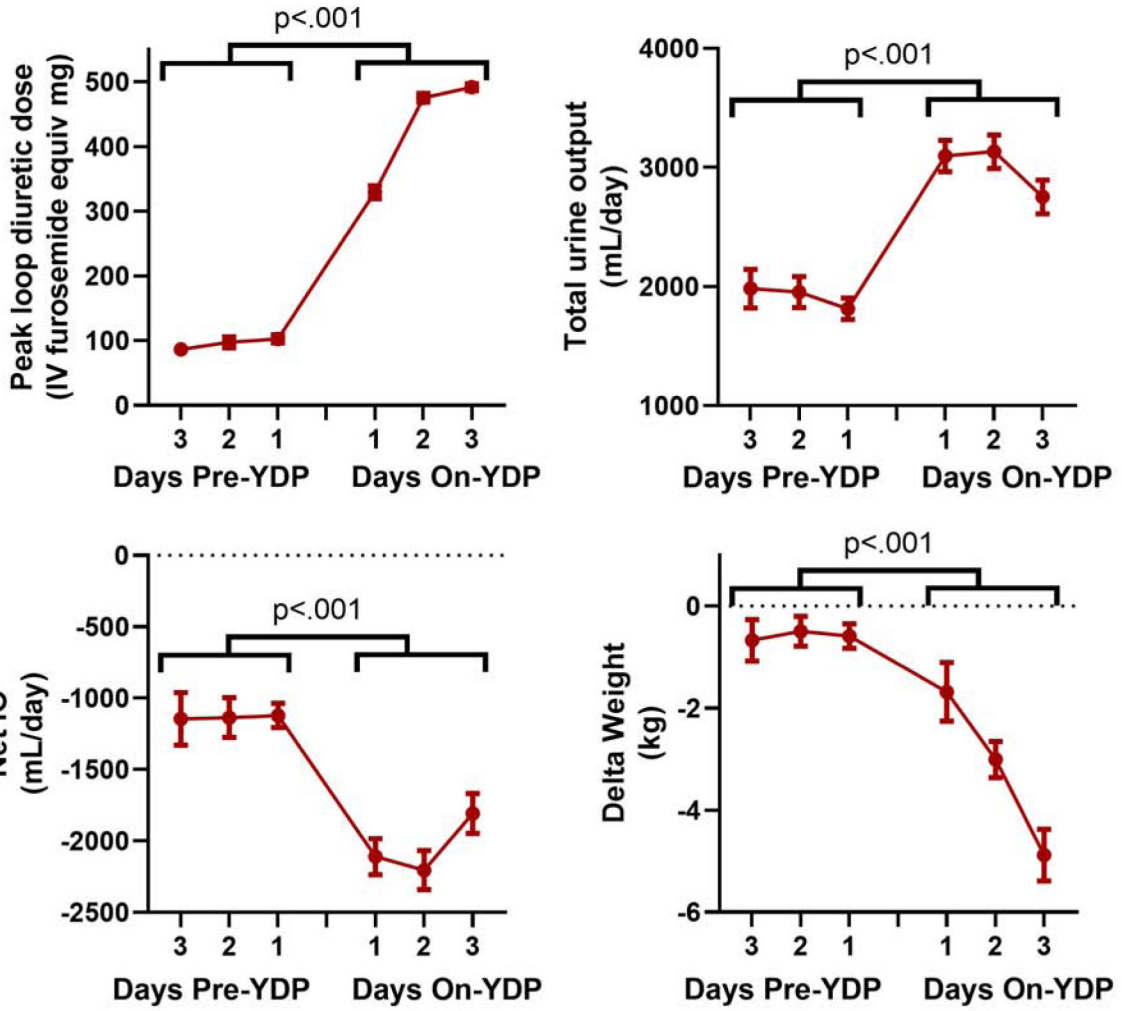 p<.001
Peak loop diuretic dose
(IV furosemide equiv mg)
500
400
300
200
100
0
3 2 1 1 2 3
Days Pre-YDP Days On-YDP
p<.001
Total urine output
(mL/day)
4000
3000
2000
1000
3 2 1 1 2 3
Days Pre-YDP Days On-YDP
p<.001
(mL/day)
0
-500
-1000
-1500
-2000
-2500
3 2 1 1 2 3
Days Pre-YDP Days On-YDP
p<.001
Delta Weight
(kg)
0
-2
-4
-6
3 2 1 1 2 3
Days Pre-YDP Days On-YDP